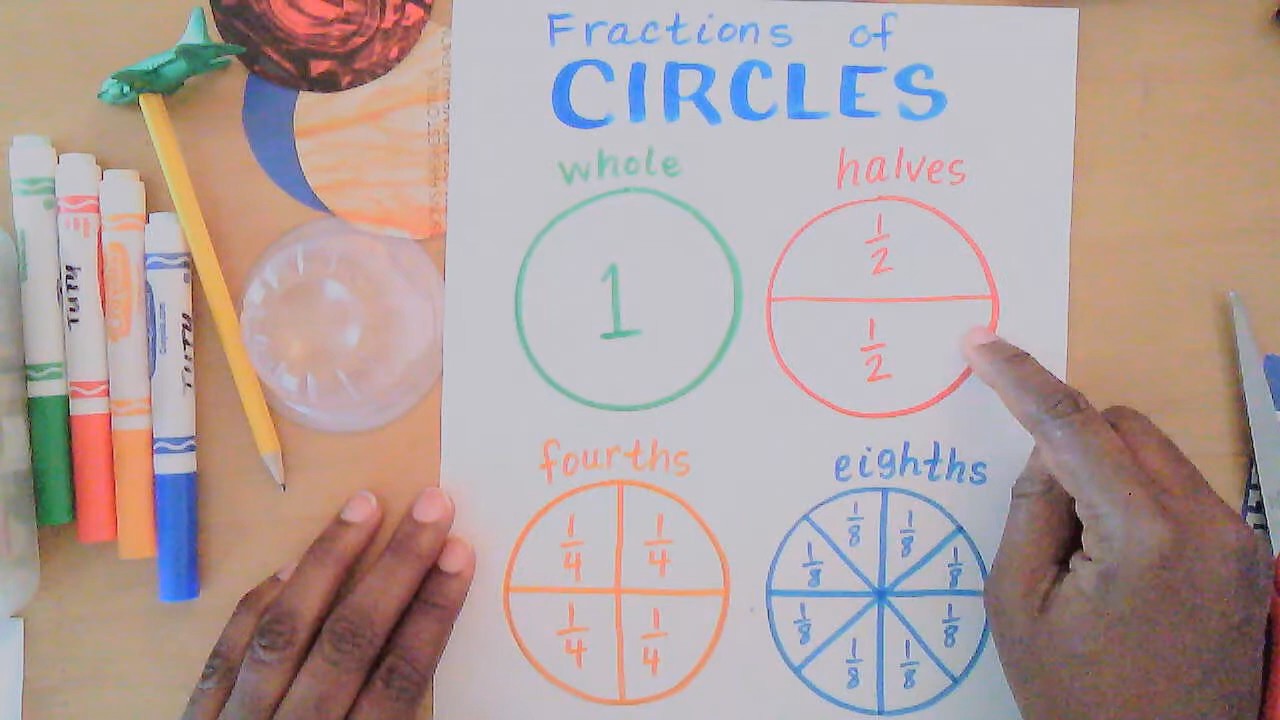 Fractions of
CIRCLES
whole
halves
1
1/2
1/2
fourths
eighths
1/4
1/4
1/4
1/4
1/8
1/8
1/8
1/8
1/8
1/8
1/8
1/8